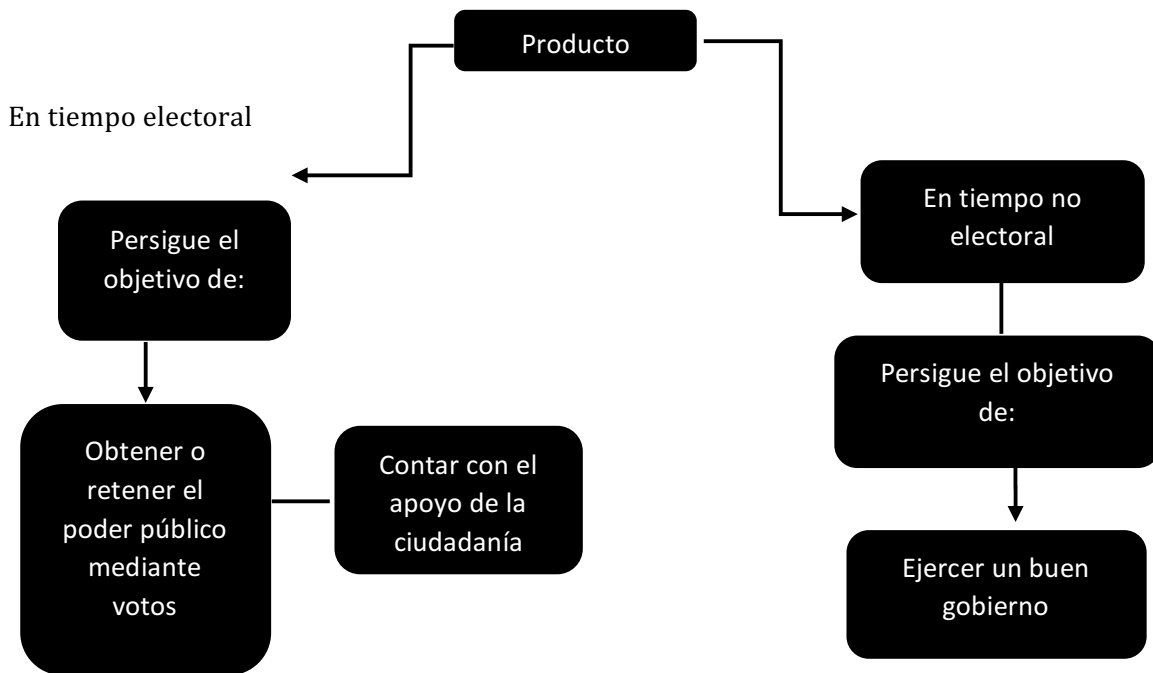 Producto
En tiempo electoral
Persigue el
objetivo de:
Obtener o
retener el
poder público
mediante
votos
Contar con el
apoyo de la
ciudadanía
En tiempo no
electoral
Persigue el objetivo
de:
Ejercer un buen
gobierno